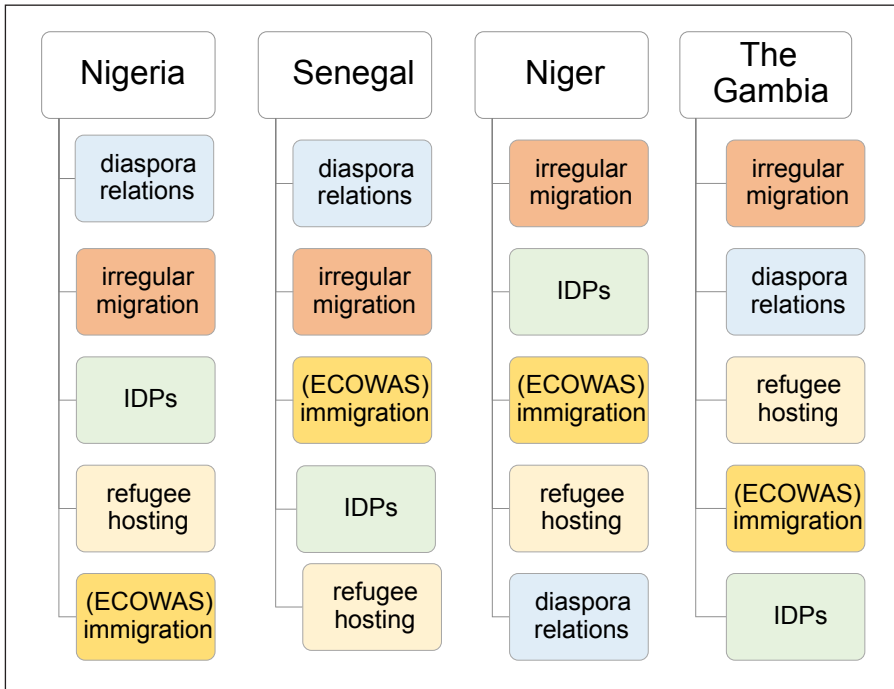 Nigeria
diaspora
relations
irregular
migration
IDPs
refugee
hosting
(ECOWAS)
immigration
Senegal
diaspora
relations
irregular
migration
(ECOWAS)
immigration
IDPs
refugee
hosting
Niger
irregular
migration
IDPs
(ECOWAS)
immigration
refugee
hosting
diaspora
relations
The
Gambia
irregular
migration
diaspora
relations
refugee
hosting
(ECOWAS)
immigration
IDPs